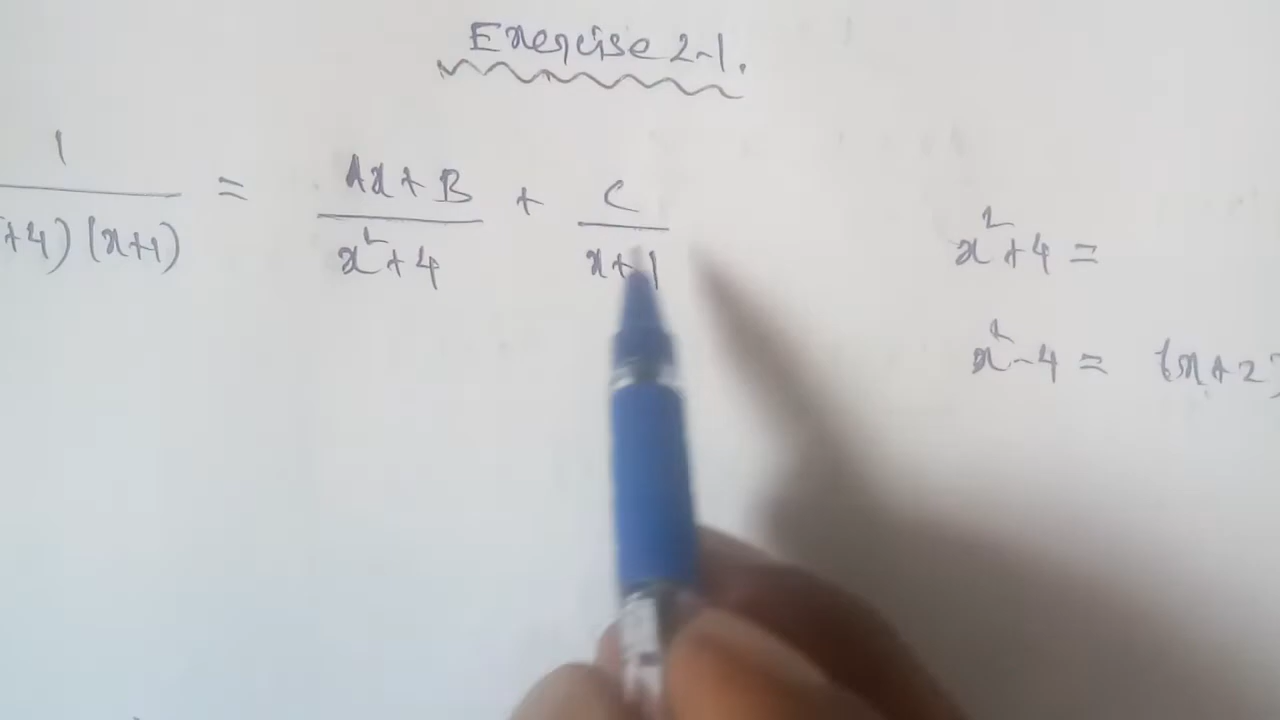 Exercise 2-1.
1 / +4) (x+1) = Ax+B / x²+4 + C / x+1
x²+4 =
x²-4 = (x+2)